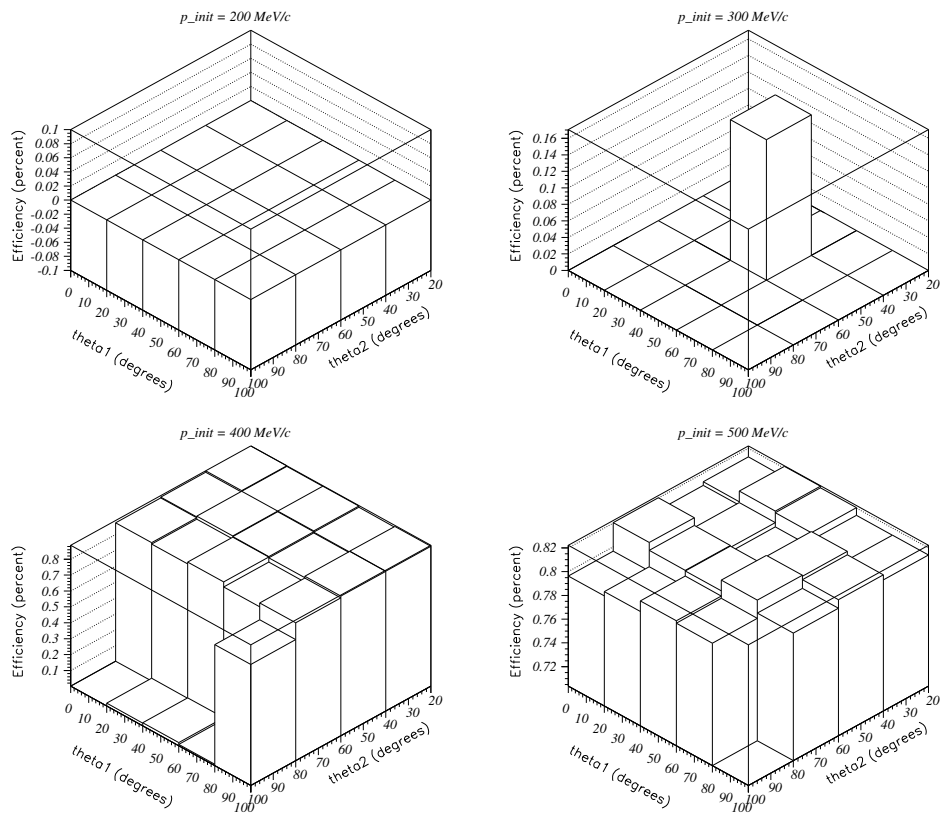 p_init = 200 MeV/c
Efficiency (percent)
0.1
0.08
0.06
0.04
0.02
0
-0.02
-0.04
-0.06
-0.08
-0.1
0 10 20 30 40 50 60 70 80 90 100
theta1 (degrees)
100 90 80 70 60 50 40 30 20
theta2 (degrees)
p_init = 300 MeV/c
Efficiency (percent)
0.16
0.14
0.12
0.1
0.08
0.06
0.04
0.02
0
0 10 20 30 40 50 60 70 80 90 100
theta1 (degrees)
100 90 80 70 60 50 40 30 20
theta2 (degrees)
p_init = 400 MeV/c
Efficiency (percent)
0.8
0.7
0.6
0.5
0.4
0.3
0.2
0.1
0 10 20 30 40 50 60 70 80 90 100
theta1 (degrees)
100 90 80 70 60 50 40 30 20
theta2 (degrees)
p_init = 500 MeV/c
Efficiency (percent)
0.82
0.8
0.78
0.76
0.74
0.72
0 10 20 30 40 50 60 70 80 90 100
theta1 (degrees)
100 90 80 70 60 50 40 30 20
theta2 (degrees)